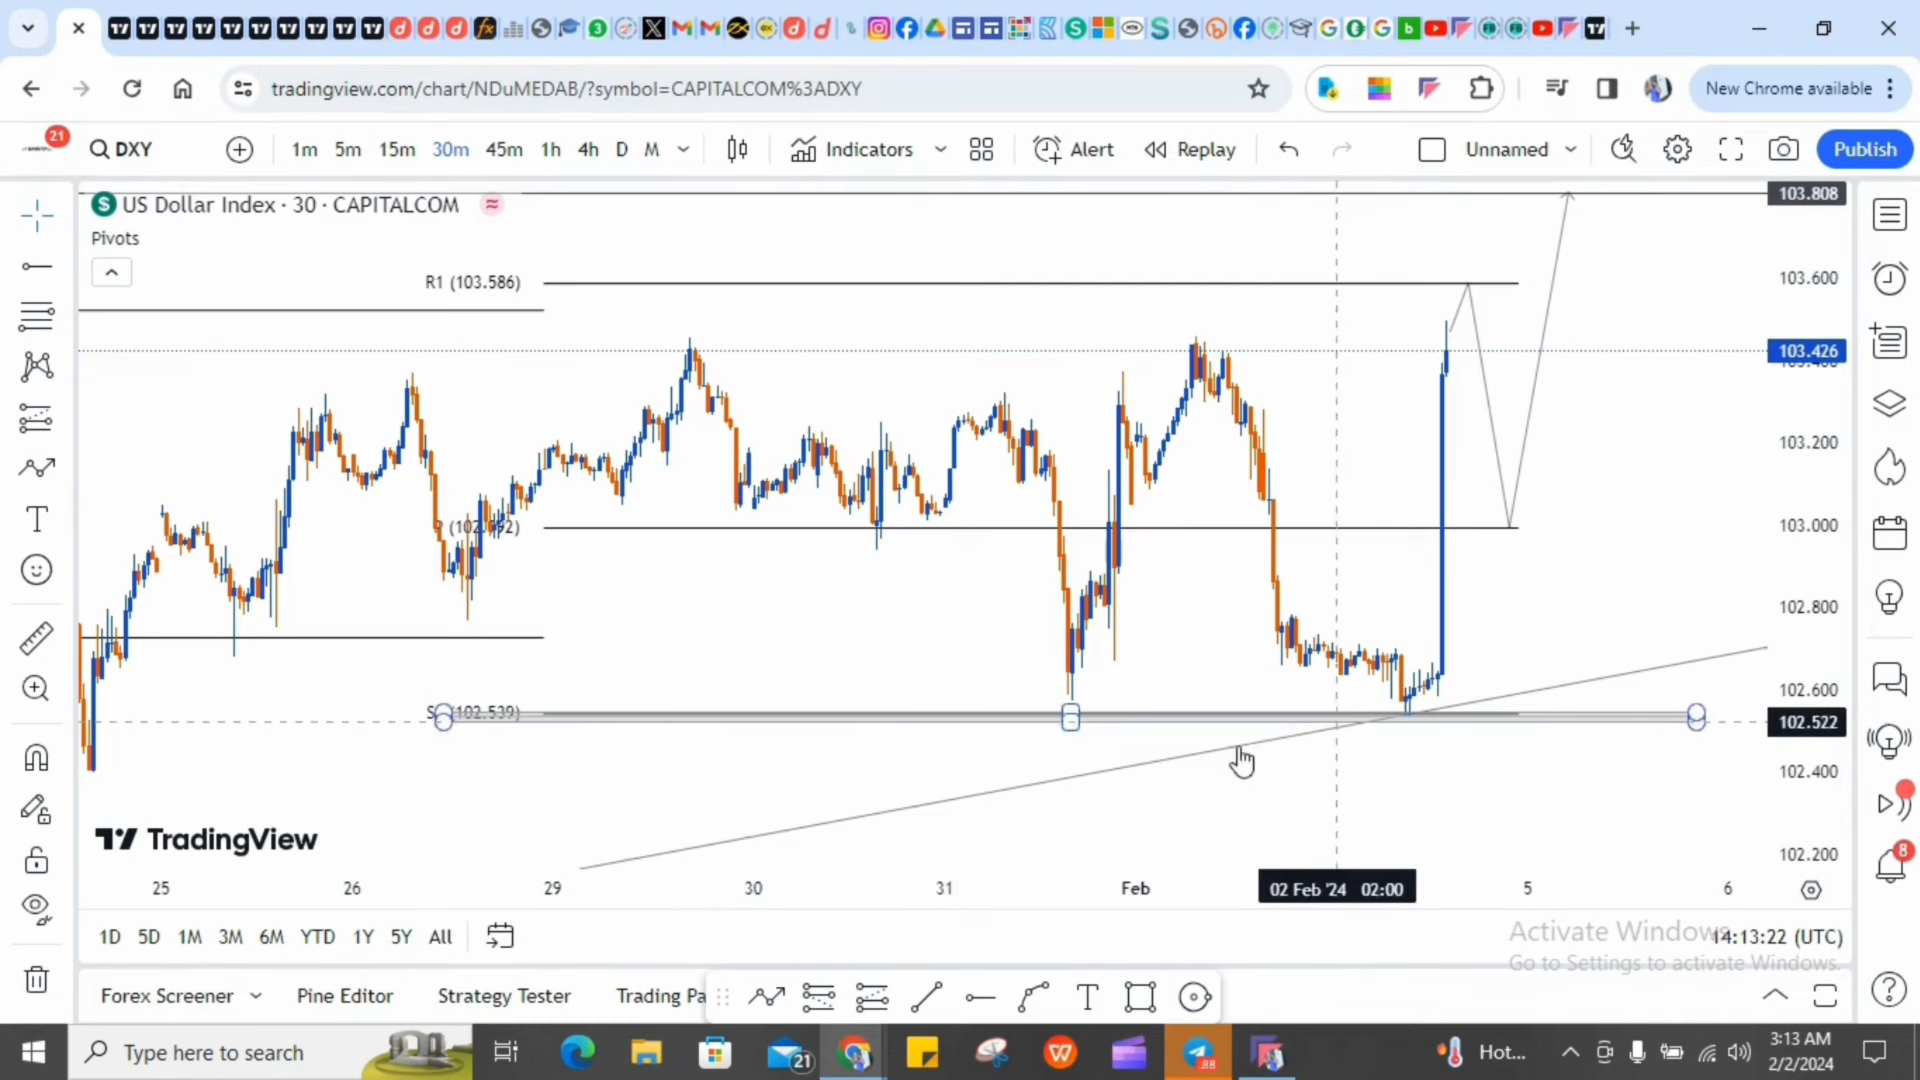 tradingview.com/chart/NDuMEDAB/?symbol=CAPITALCOM%3ADXY
New Chrome available
21
DXY
1m 5m 15m 30m 45m 1h 4h D M
Indicators
Alert
Replay
Unnamed
Publish
US Dollar Index · 30 · CAPITALCOM
Pivots
R1 (103.586)
103.808
103.600
103.426
103.200
103.000
102.800
102.600
102.522
102.400
102.200
(102.539)
TradingView
25 26 29 30 31 Feb 02 Feb '24 02:00 5 6
8
1D 5D 1M 3M 6M YTD 1Y 5Y All
Activate Windows
14:13:22 (UTC)
Go to Settings to activate Windows.
Forex Screener
Pine Editor
Strategy Tester
Trading Pa
Type here to search
21
88
Hot...
3:13 AM
2/2/2024